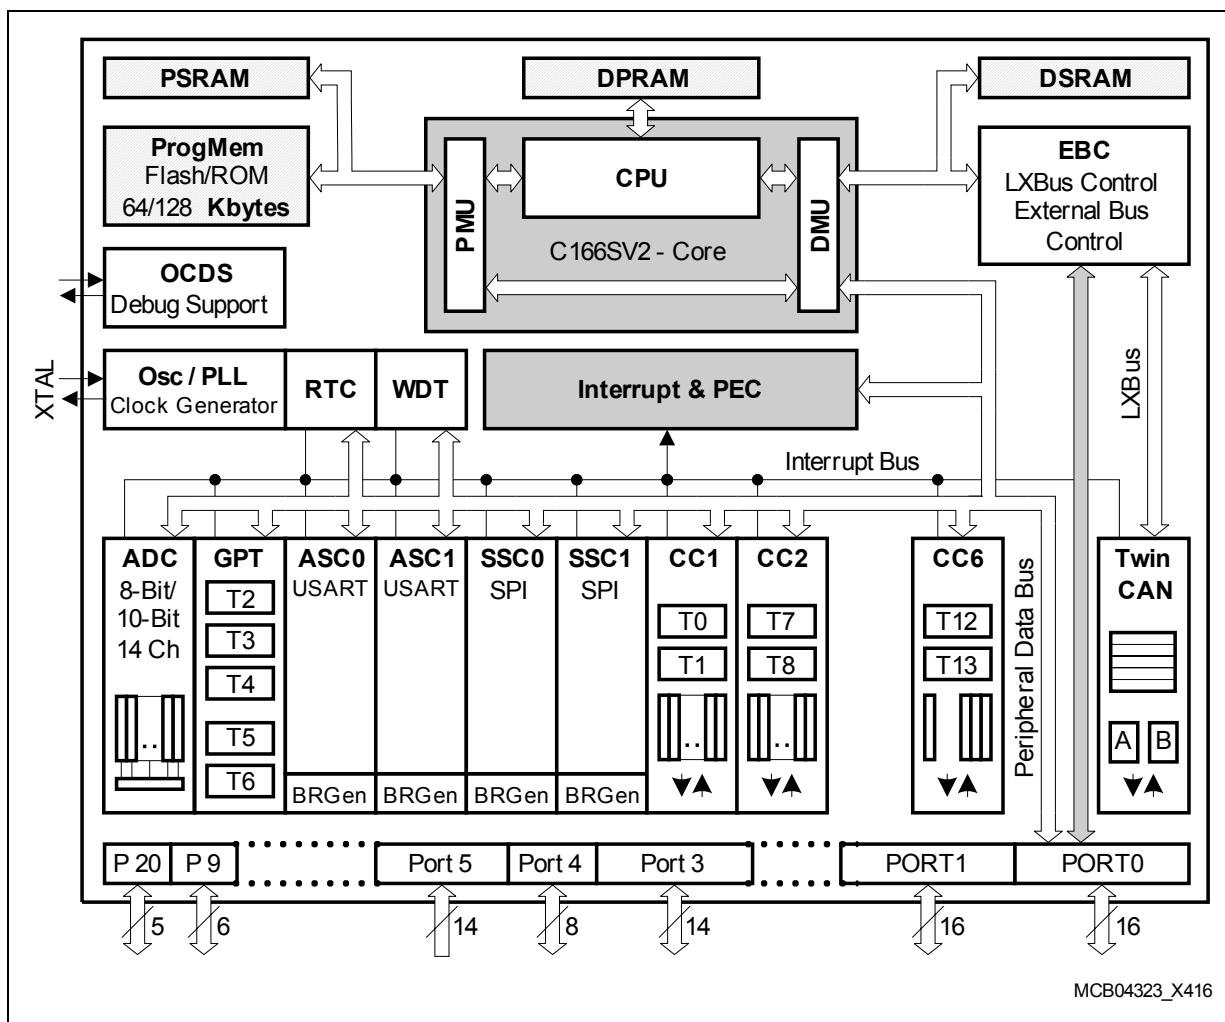 PSRAM
DPRAM
DSRAM
ProgMem
Flash/ROM
64/128 Kbytes
PMU
CPU
DMU
C166SV2 - Core
EBC
LXBus Control
External Bus
Control
OCDS
Debug Support
XTAL
Osc / PLL
Clock Generator
RTC
WDT
Interrupt & PEC
LXBus
Interrupt Bus
ADC
8-Bit/
10-Bit
14 Ch
GPT
T2
T3
T4
T5
T6
ASC0
USART
BRGen
ASC1
USART
BRGen
SSC0
SPI
BRGen
SSC1
SPI
BRGen
CC1
T0
T1
CC2
T7
T8
CC6
T12
T13
Peripheral Data Bus
Twin
CAN
A
B
P 20
P 9
Port 5
Port 4
Port 3
PORT1
PORT0
5
6
14
8
14
16
16
MCB04323_X416